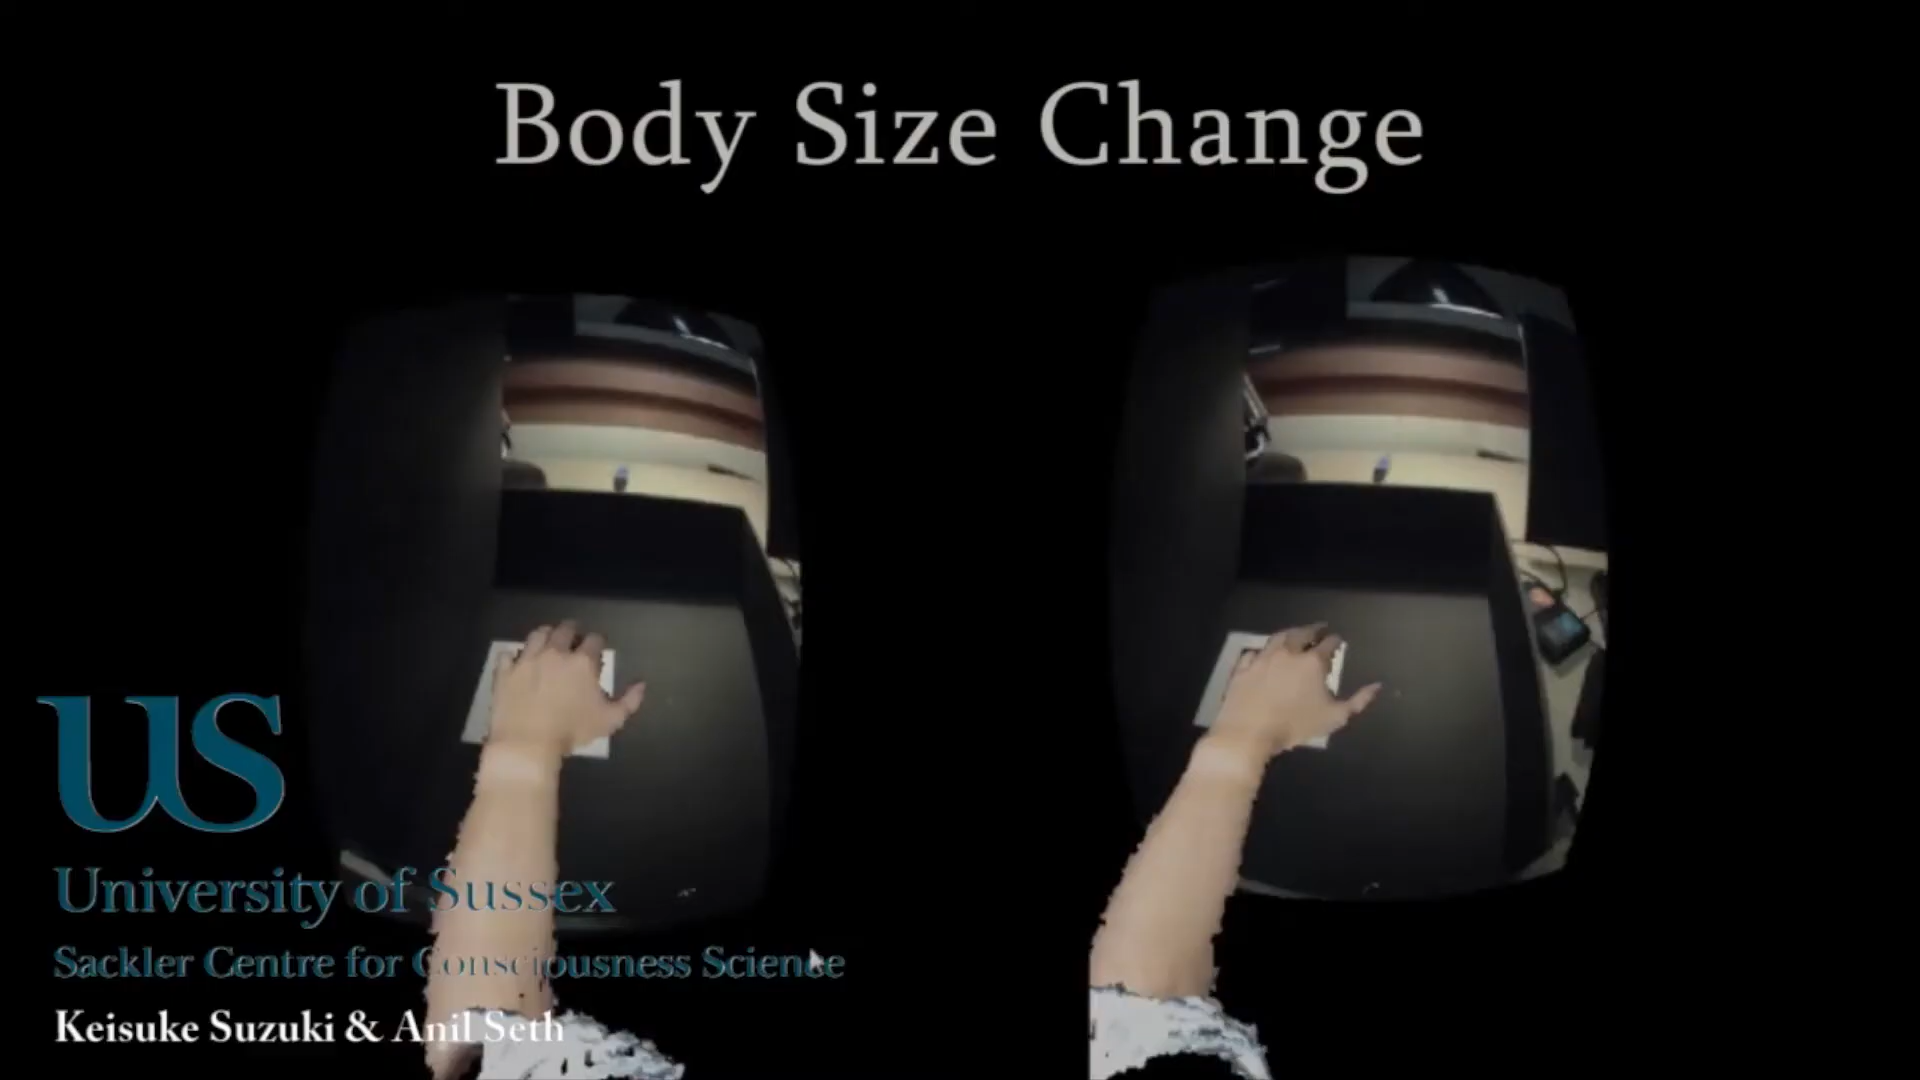 Body Size Change
US
University of Sussex
Sackler Centre for Consciousness Science
Keisuke Suzuki & Anil Seth